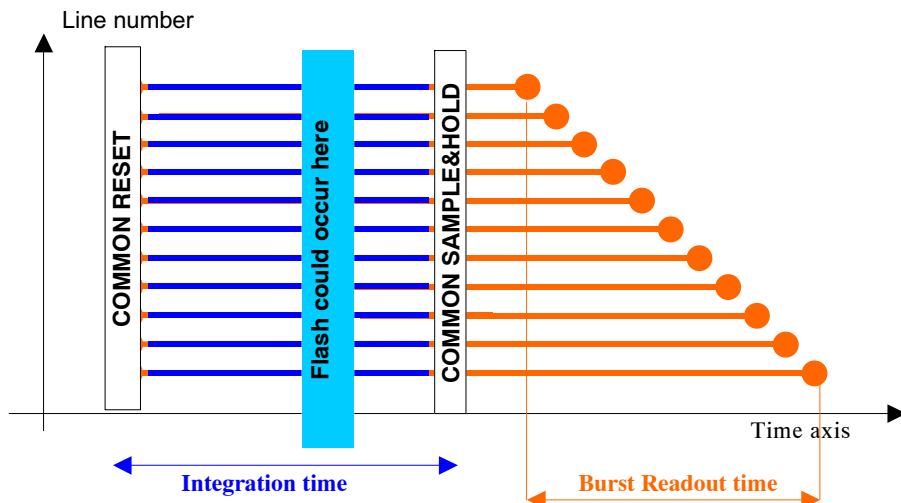 Line number
COMMON RESET
Flash could occur here
COMMON SAMPLE&HOLD
Time axis
Integration time
Burst Readout time